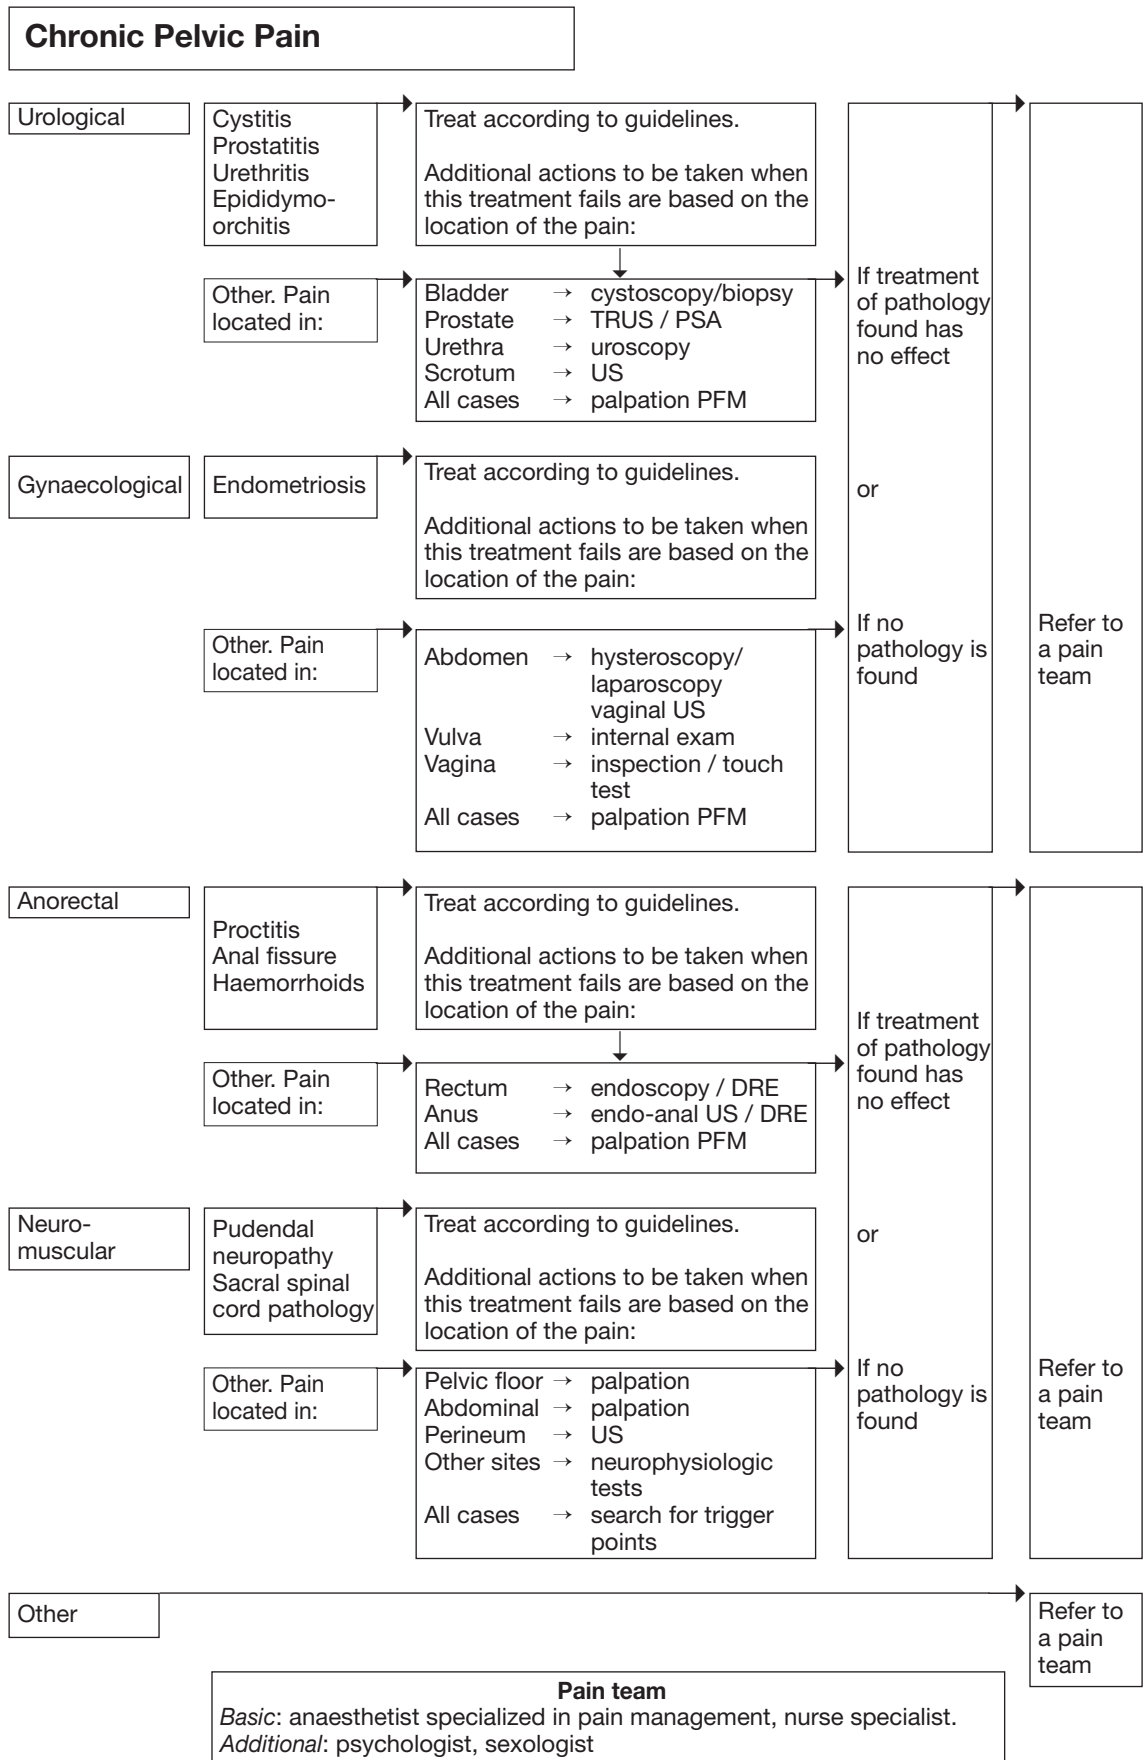 Chronic Pelvic Pain
Urological
Cystitis
Prostatitis
Urethritis
Epididymo-
orchitis
Treat according to guidelines.
Additional actions to be taken when
this treatment fails are based on the
location of the pain:
Other. Pain
located in:
Bladder → cystoscopy/biopsy
Prostate → TRUS / PSA
Urethra → uroscopy
Scrotum → US
All cases → palpation PFM
If treatment
of pathology
found has
no effect
Gynaecological
Endometriosis
Treat according to guidelines.
Additional actions to be taken when
this treatment fails are based on the
location of the pain:
or
Other. Pain
located in:
Abdomen → hysteroscopy/
laparoscopy
vaginal US
Vulva → internal exam
Vagina → inspection / touch
test
All cases → palpation PFM
If no
pathology is
found
Refer to
a pain
team
Anorectal
Proctitis
Anal fissure
Haemorrhoids
Treat according to guidelines.
Additional actions to be taken when
this treatment fails are based on the
location of the pain:
Other. Pain
located in:
Rectum → endoscopy / DRE
Anus → endo-anal US / DRE
All cases → palpation PFM
If treatment
of pathology
found has
no effect
Neuro-
muscular
Pudendal
neuropathy
Sacral spinal
cord pathology
Treat according to guidelines.
Additional actions to be taken when
this treatment fails are based on the
location of the pain:
or
Other. Pain
located in:
Pelvic floor → palpation
Abdominal → palpation
Perineum → US
Other sites → neurophysiologic
tests
All cases → search for trigger
points
If no
pathology is
found
Refer to
a pain
team
Other
Refer to
a pain
team
Pain team
Basic: anaesthetist specialized in pain management, nurse specialist.
Additional: psychologist, sexologist